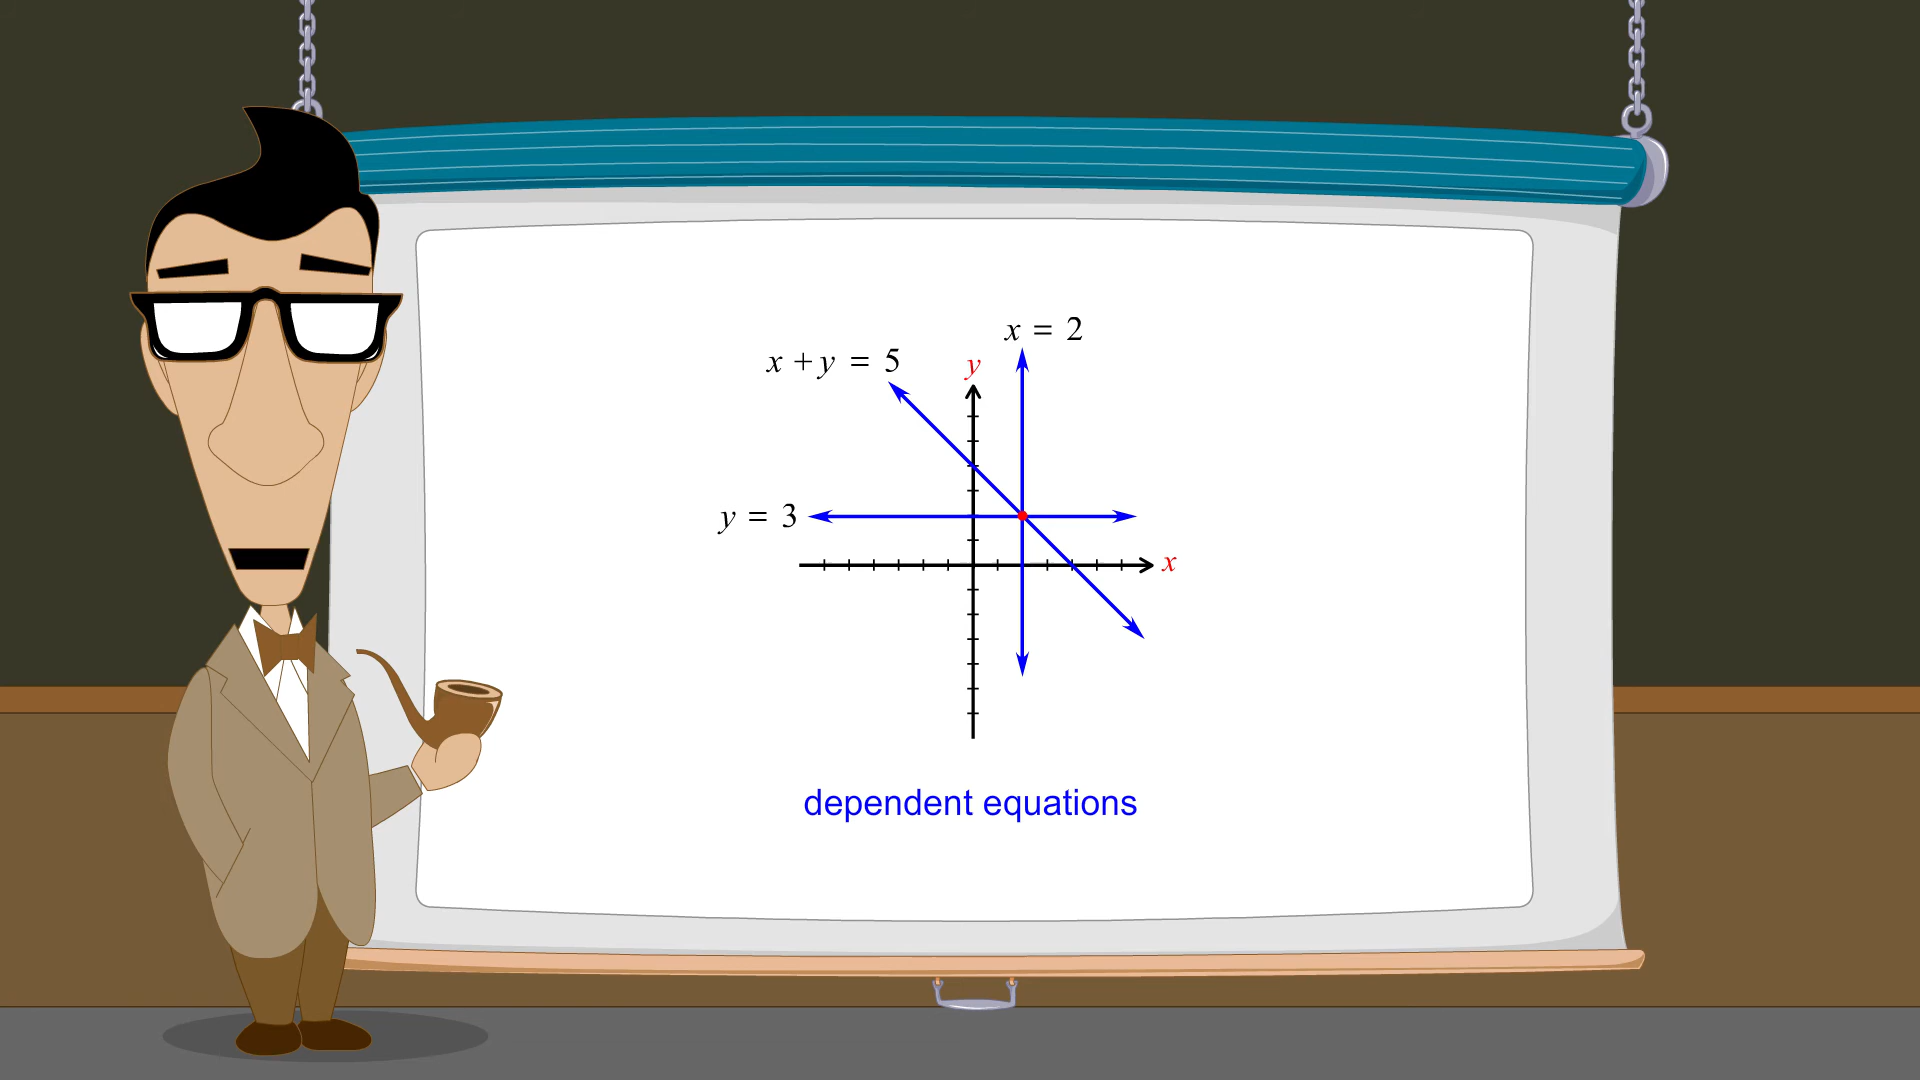 x = 2
x + y = 5
y
y = 3
x
dependent equations